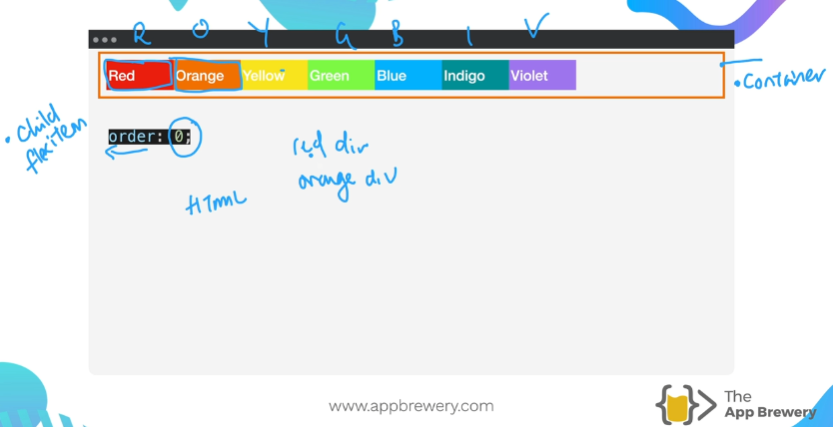 R O Y G B I V
Red Orange Yellow Green Blue Indigo Violet
• Container
• Child
flexitem
order: 0;
red div
orange div
HTML
www.appbrewery.com
The
App Brewery